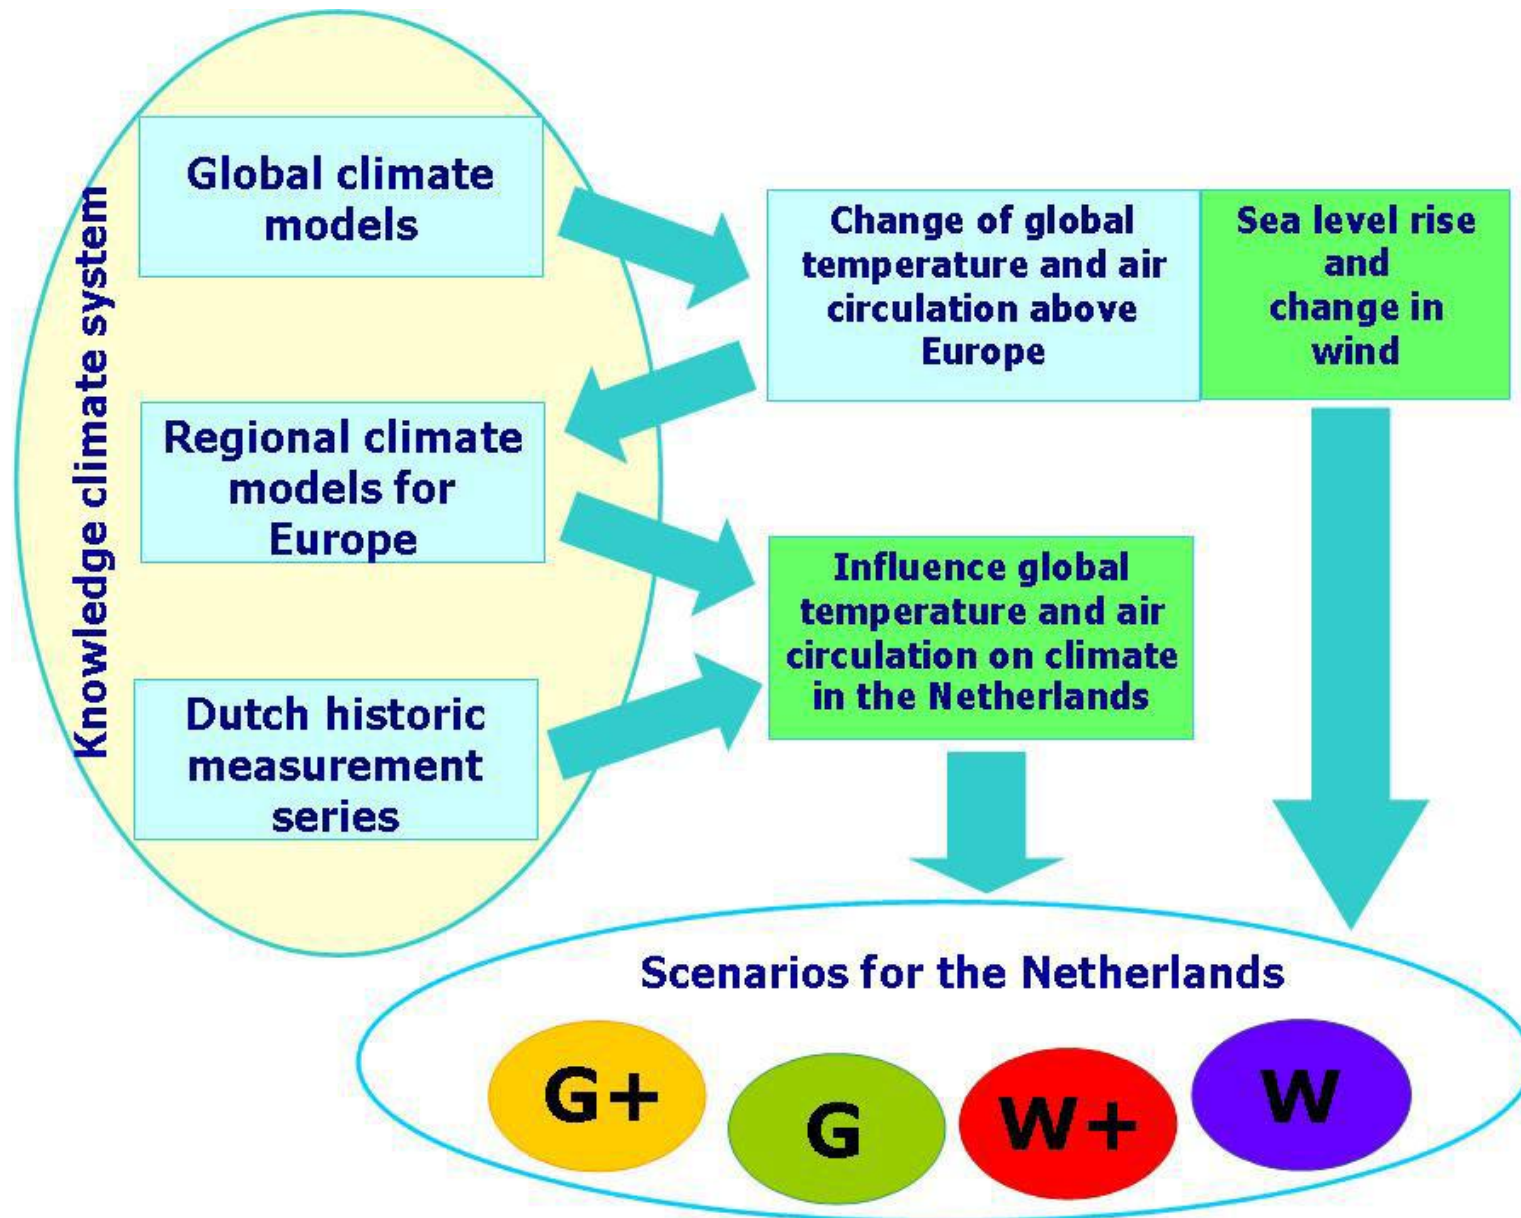 Knowledge climate system
Global climate
models
Change of global
temperature and air
circulation above
Europe
Sea level rise
and
change in
wind
Regional climate
models for
Europe
Influence global
temperature and air
circulation on climate
in the Netherlands
Dutch historic
measurement
series
Scenarios for the Netherlands
G+
G
W+
W